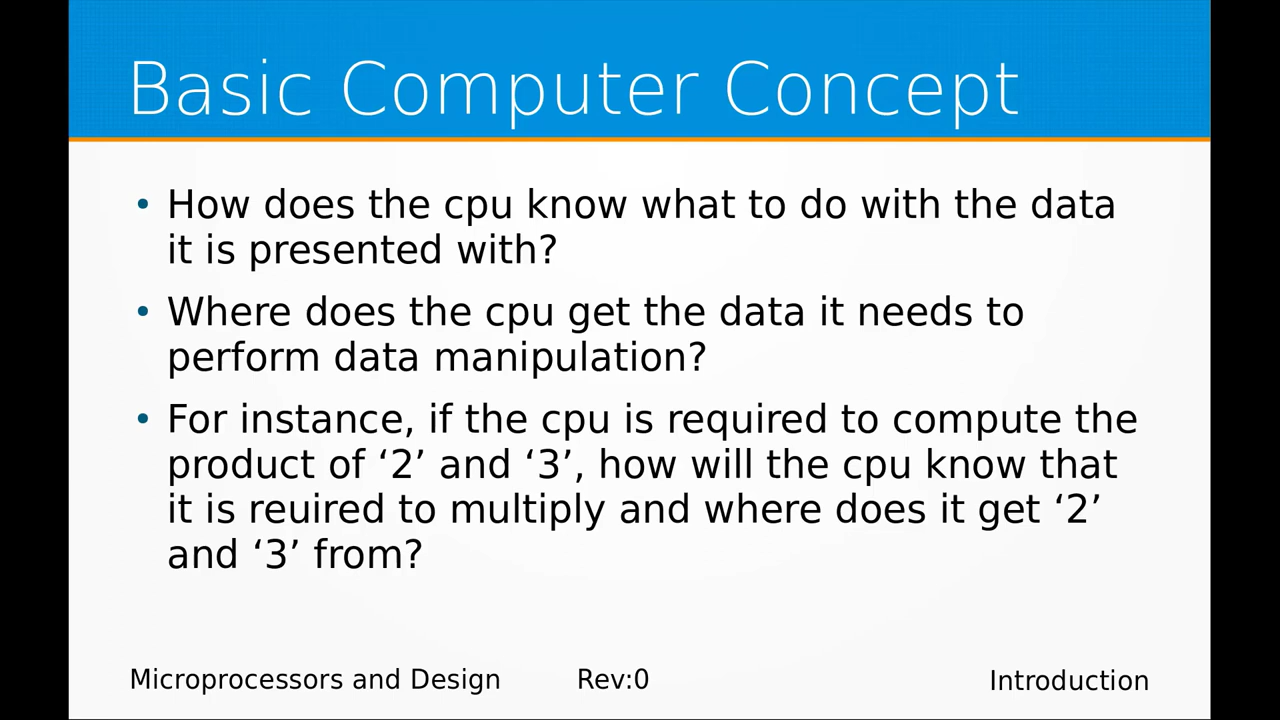 Basic Computer Concept
• How does the cpu know what to do with the data
it is presented with?
• Where does the cpu get the data it needs to
perform data manipulation?
• For instance, if the cpu is required to compute the
product of ‘2’ and ‘3’, how will the cpu know that
it is reuired to multiply and where does it get ‘2’
and ‘3’ from?
Microprocessors and Design Rev:0 Introduction